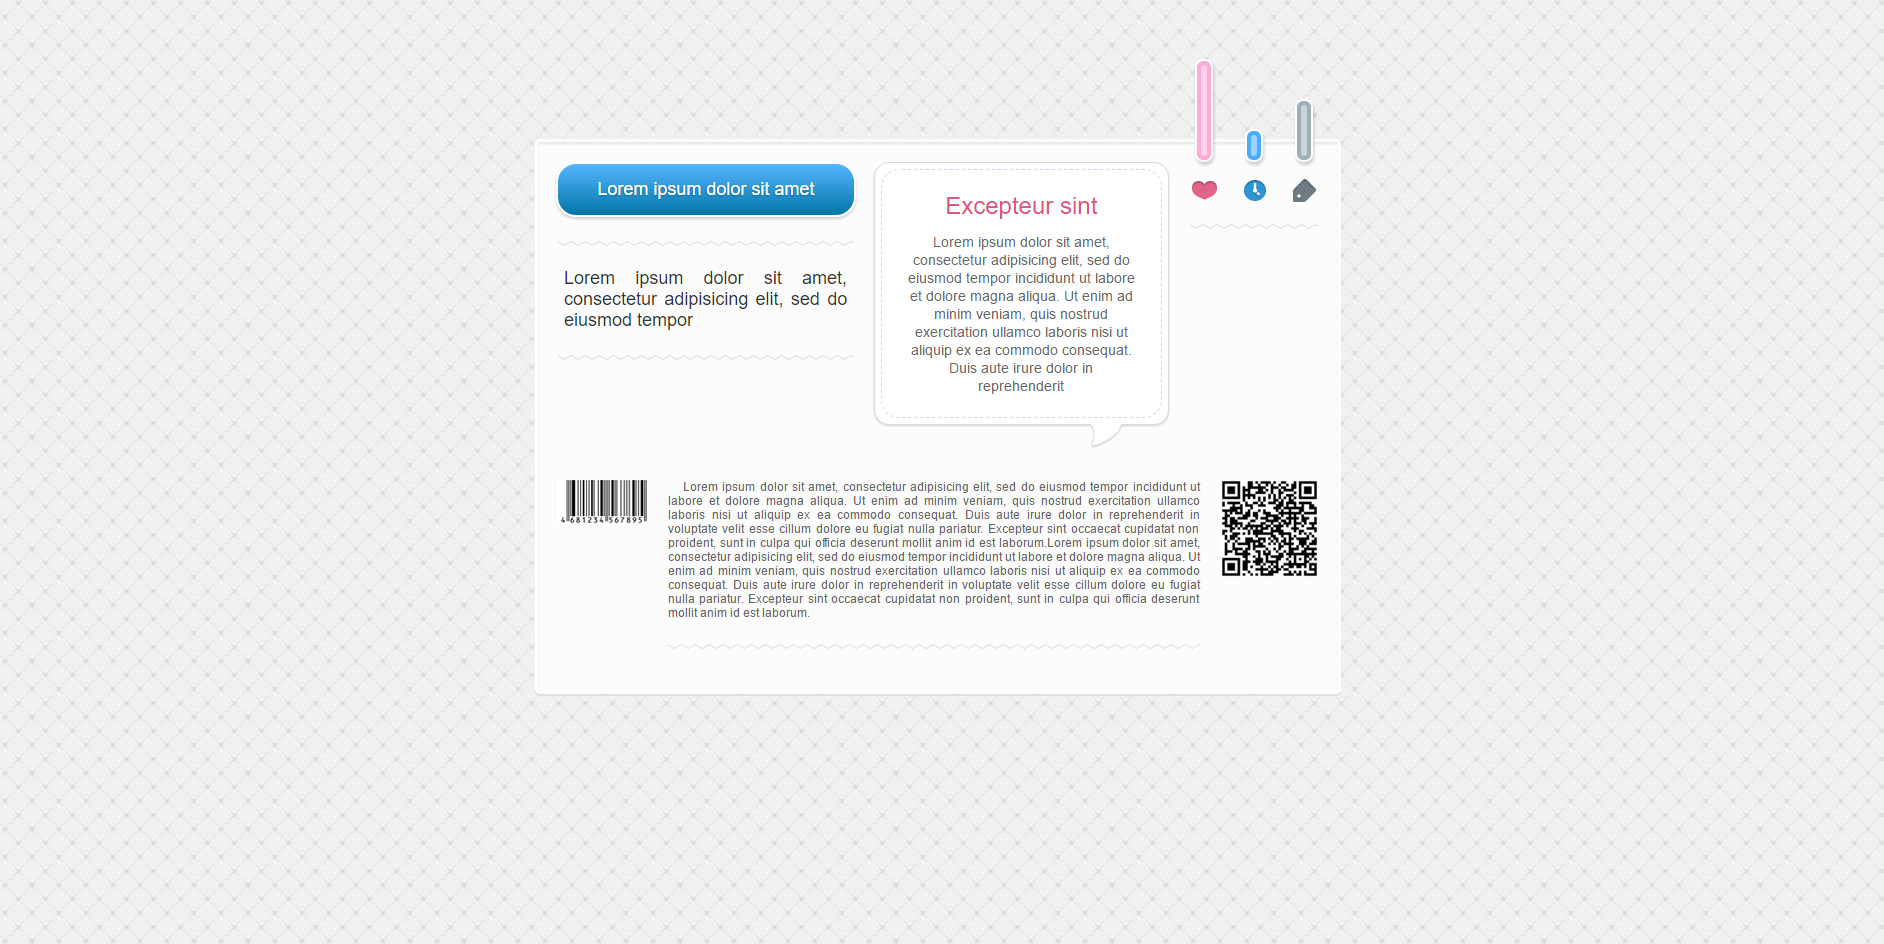 Lorem ipsum dolor sit amet
Lorem ipsum dolor sit amet,
consectetur adipisicing elit, sed do
eiusmod tempor
Excepteur sint
Lorem ipsum dolor sit amet,
consectetur adipisicing elit, sed do
eiusmod tempor incididunt ut labore
et dolore magna aliqua. Ut enim ad
minim veniam, quis nostrud
exercitation ullamco laboris nisi ut
aliquip ex ea commodo consequat.
Duis aute irure dolor in
reprehenderit
4 681234 567895
Lorem ipsum dolor sit amet, consectetur adipisicing elit, sed do eiusmod tempor incididunt ut
labore et dolore magna aliqua. Ut enim ad minim veniam, quis nostrud exercitation ullamco
laboris nisi ut aliquip ex ea commodo consequat. Duis aute irure dolor in reprehenderit in
voluptate velit esse cillum dolore eu fugiat nulla pariatur. Excepteur sint occaecat cupidatat non
proident, sunt in culpa qui officia deserunt mollit anim id est laborum.Lorem ipsum dolor sit amet,
consectetur adipisicing elit, sed do eiusmod tempor incididunt ut labore et dolore magna aliqua. Ut
enim ad minim veniam, quis nostrud exercitation ullamco laboris nisi ut aliquip ex ea commodo
consequat. Duis aute irure dolor in reprehenderit in voluptate velit esse cillum dolore eu fugiat
nulla pariatur. Excepteur sint occaecat cupidatat non proident, sunt in culpa qui officia deserunt
mollit anim id est laborum.